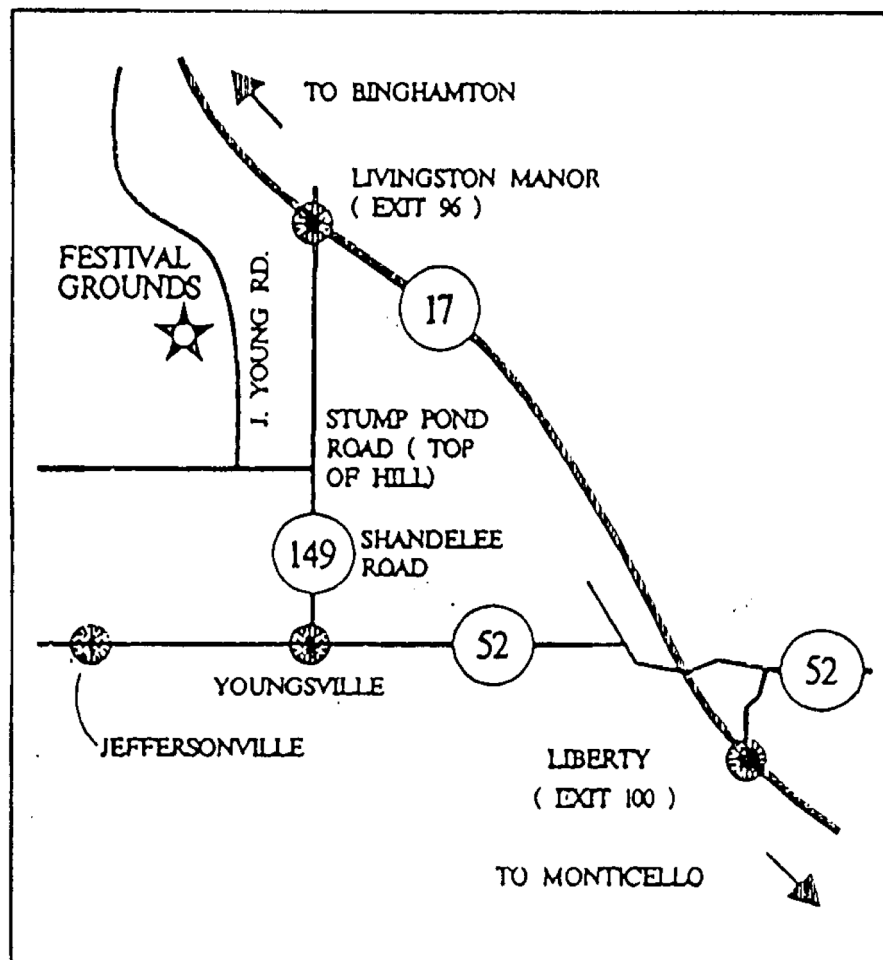 TO BINGHAMTON
LIVINGSTON MANOR
( EXIT 96 )
FESTIVAL
GROUNDS
J. YOUNG RD.
17
STUMP POND
ROAD ( TOP
OF HILL)
149
SHANDELEE
ROAD
52
52
YOUNGSVILLE
JEFFERSONVILLE
LIBERTY
( EXIT 100 )
TO MONTICELLO